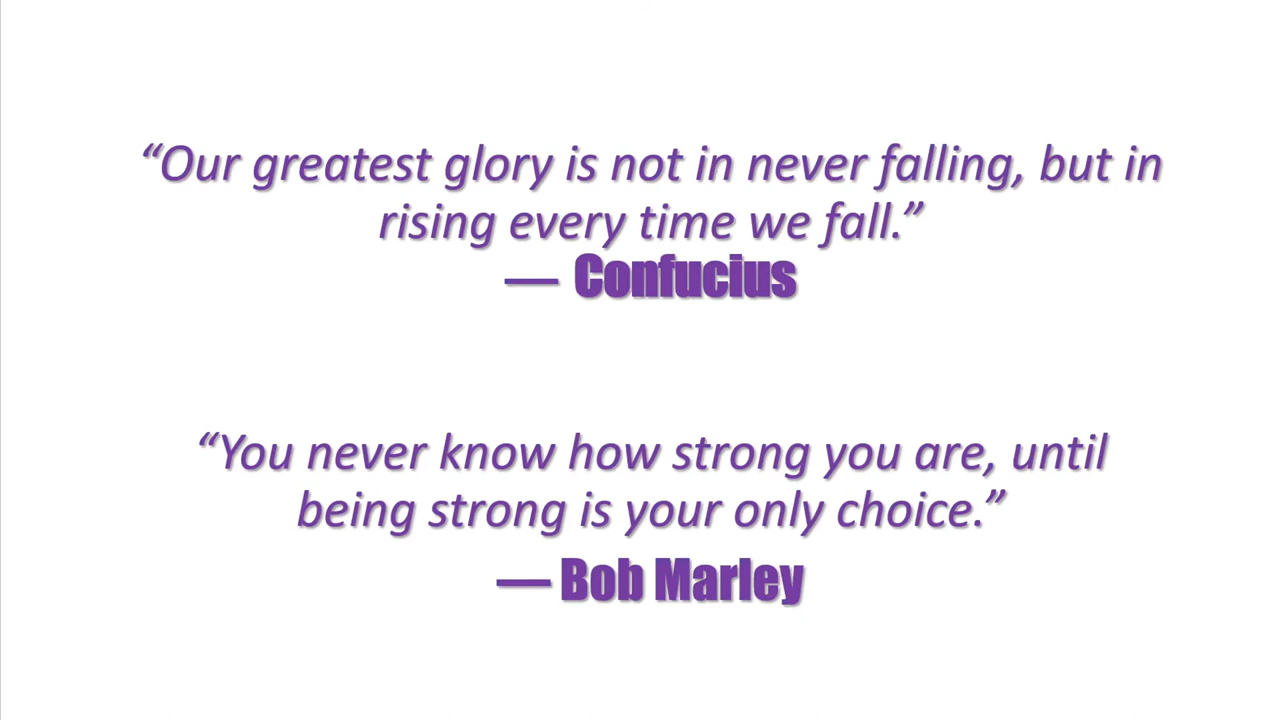 “Our greatest glory is not in never falling, but in
rising every time we fall.”
— Confucius
“You never know how strong you are, until
being strong is your only choice.”
— Bob Marley